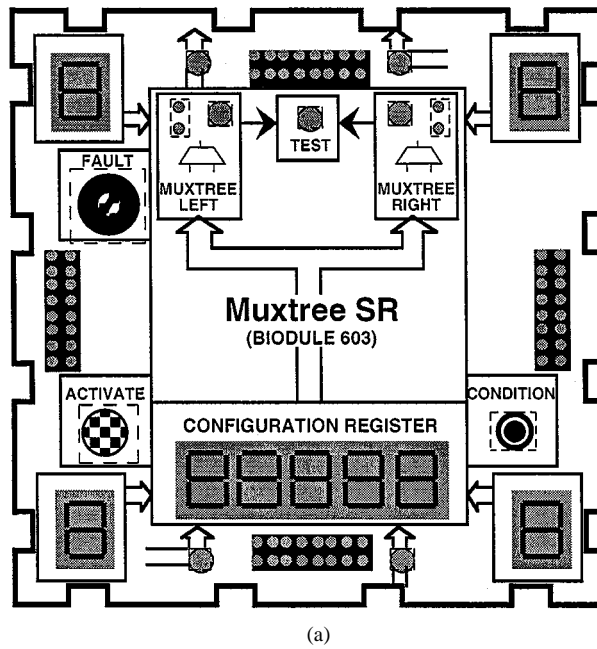 TEST
FAULT
MUXTREE
LEFT
MUXTREE
RIGHT
Muxtree SR
(BIODULE 603)
ACTIVATE
CONDITION
CONFIGURATION REGISTER
(a)